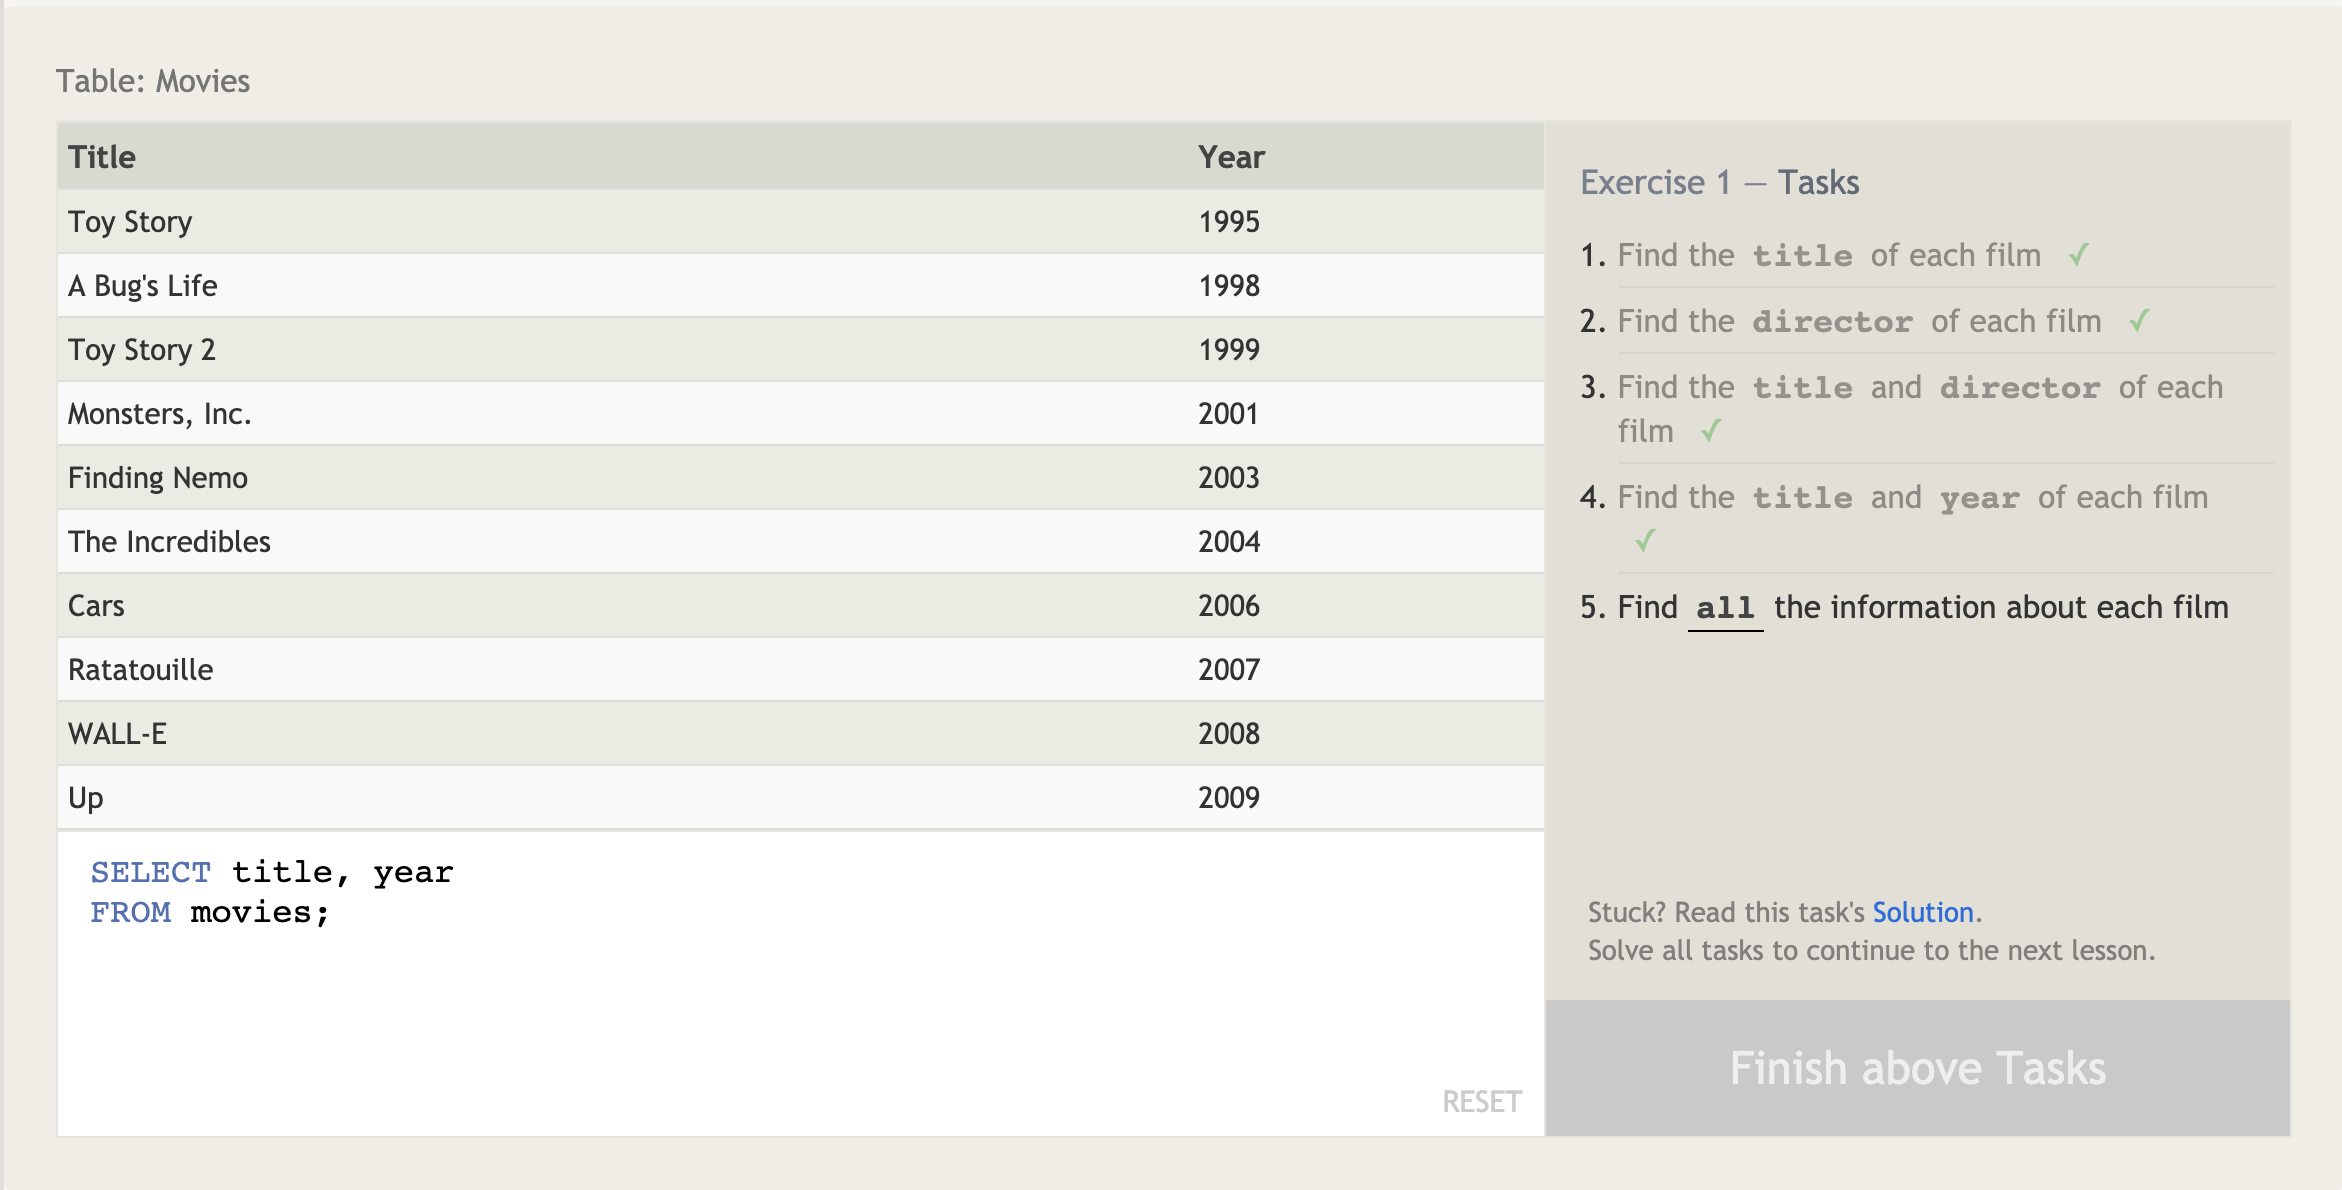 Table: Movies
Title Year
Toy Story 1995
A Bug's Life 1998
Toy Story 2 1999
Monsters, Inc. 2001
Finding Nemo 2003
The Incredibles 2004
Cars 2006
Ratatouille 2007
WALL-E 2008
Up 2009
SELECT title, year
FROM movies;
RESET
Exercise 1 — Tasks
1. Find the title of each film ✓
2. Find the director of each film ✓
3. Find the title and director of each
film ✓
4. Find the title and year of each film
✓
5. Find all the information about each film
Stuck? Read this task's Solution.
Solve all tasks to continue to the next lesson.
Finish above Tasks